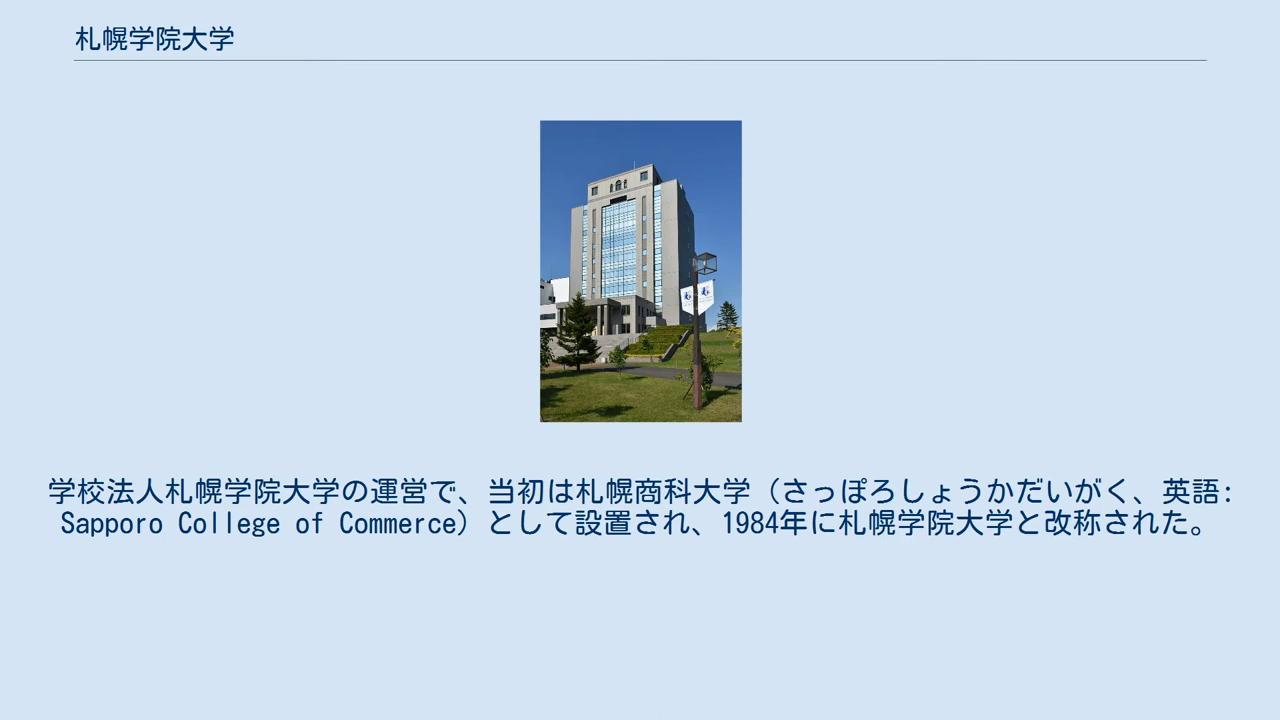 札幌学院大学
学校法人札幌学院大学の運営で、当初は札幌商科大学（さっぽろしょうかだいがく、英語:
Sapporo College of Commerce）として設置され、1984年に札幌学院大学と改称された。